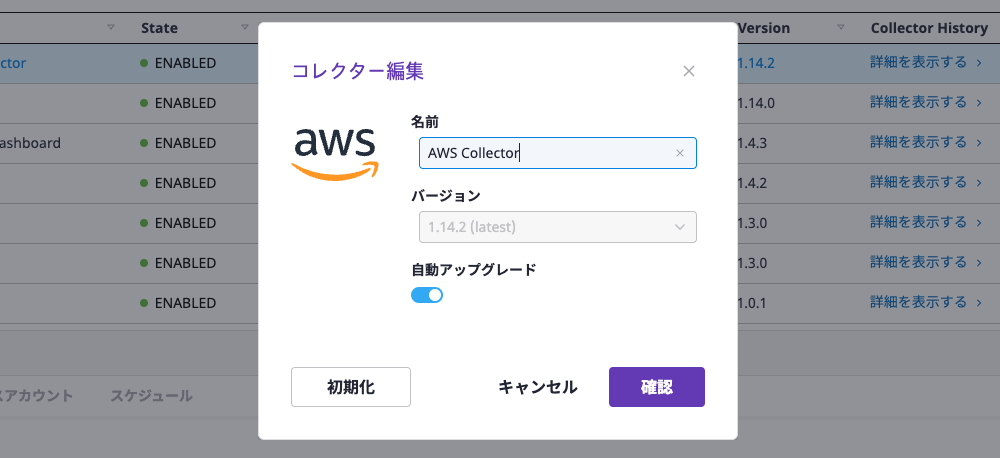 State
Version
Collector History
ctor
ENABLED
1.14.2
詳細を表示する
ENABLED
1.14.0
詳細を表示する
ashboard
ENABLED
1.4.3
詳細を表示する
ENABLED
1.4.2
詳細を表示する
ENABLED
1.3.0
詳細を表示する
ENABLED
1.3.0
詳細を表示する
ENABLED
1.0.1
詳細を表示する
コレクター編集
aws
名前
AWS Collector
バージョン
1.14.2 (latest)
自動アップグレード
初期化
キャンセル
確認
スアカウント
スケジュール